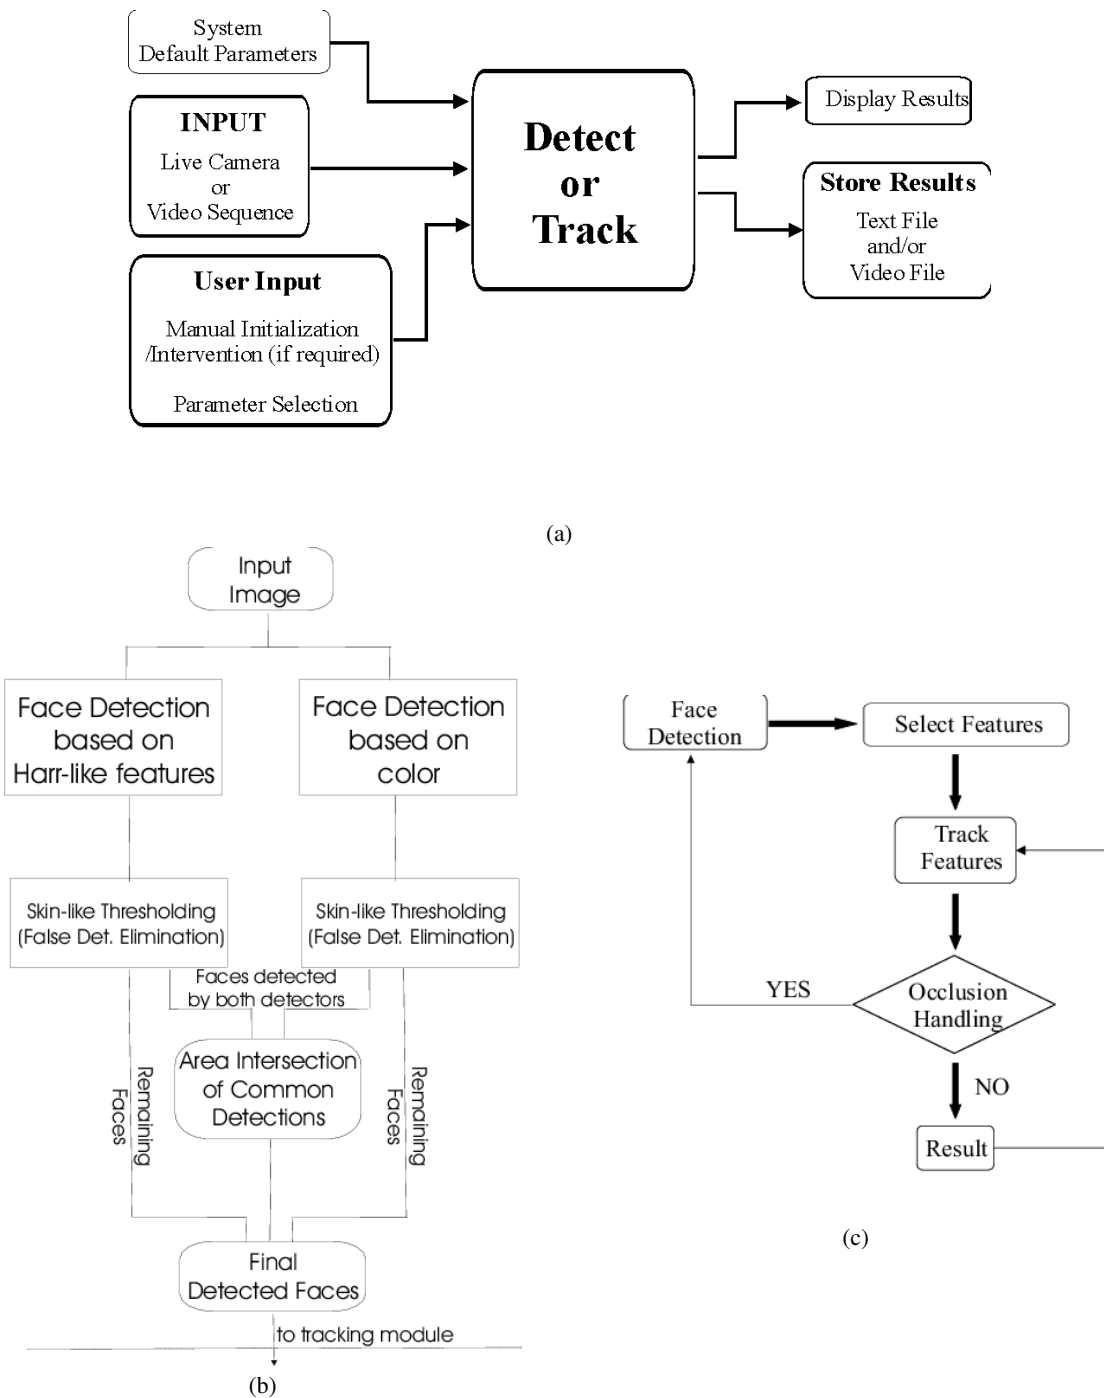 System
Default Parameters
INPUT
Live Camera
or
Video Sequence
User Input
Manual Initialization
/Intervention (if required)
Parameter Selection
Detect
or
Track
Display Results
Store Results
Text File
and/or
Video File
(a)
Input
Image
Face Detection
based on
Harr-like features
Face Detection
based on
color
Skin-like Thresholding
(False Det. Elimination)
Skin-like Thresholding
(False Det. Elimination)
Faces detected
by both detectors
Remaining
Faces
Area Intersection
of Common
Detections
Remaining
Faces
Final
Detected Faces
to tracking module
(b)
Face
Detection
Select Features
Track
Features
Occlusion
Handling
YES
NO
Result
(c)